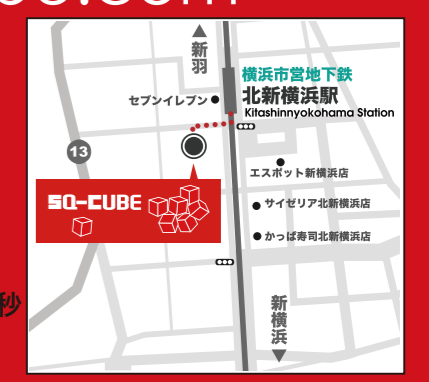 新羽
横浜市営地下鉄
北新横浜駅
Kitashinnyokohama Station
セブンイレブン
13
エスポット新横浜店
SQ-CUBE
サイゼリア北新横浜店
かっぱ寿司北新横浜店
秒
新横浜